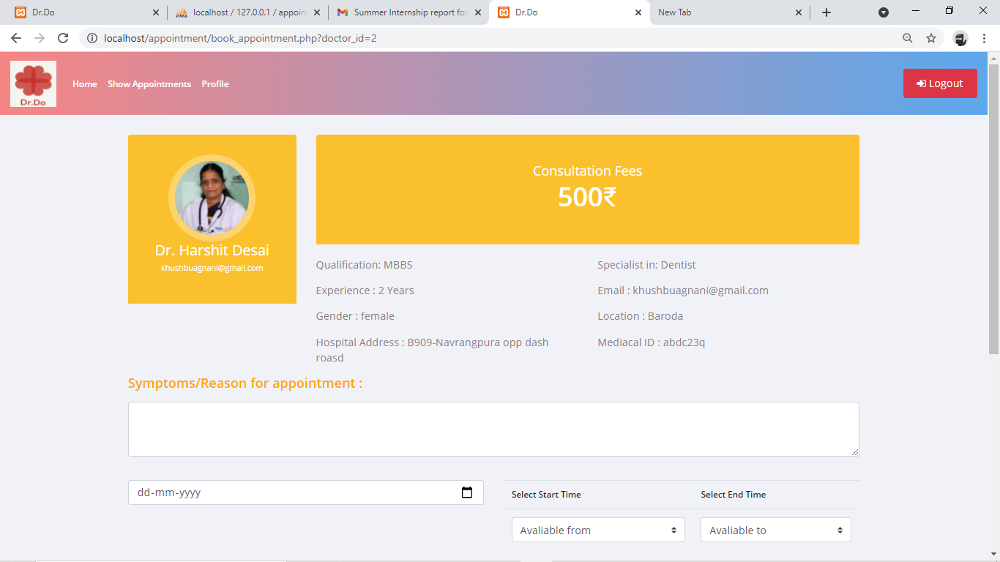 Dr.Do
localhost / 127.0.0.1 / appoin
Summer Internship report for
Dr.Do
New Tab
localhost/appointment/book_appointment.php?doctor_id=2
Dr.Do
Home Show Appointments Profile
Logout
Dr. Harshit Desai
khushbuagnani@gmail.com
Consultation Fees
500₹
Qualification: MBBS
Specialist in: Dentist
Experience : 2 Years
Email : khushbuagnani@gmail.com
Gender : female
Location : Baroda
Hospital Address : B909-Navrangpura opp dash
roasd
Mediacal ID : abdc23q
Symptoms/Reason for appointment :
dd-mm-yyyy
Select Start Time
Select End Time
Avaliable from
Avaliable to